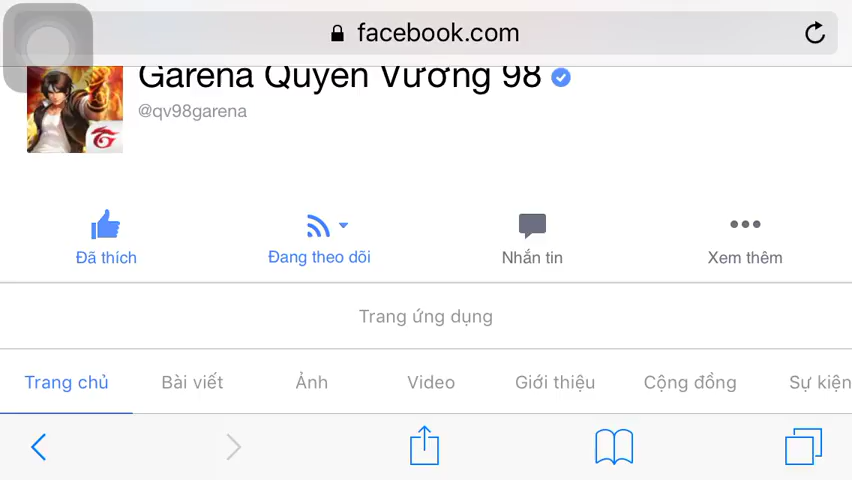 facebook.com
Garena Quyền Vương 98
@qv98garena
Đã thích
Đang theo dõi
Nhắn tin
Xem thêm
Trang ứng dụng
Trang chủ
Bài viết
Ảnh
Video
Giới thiệu
Cộng đồng
Sự kiện